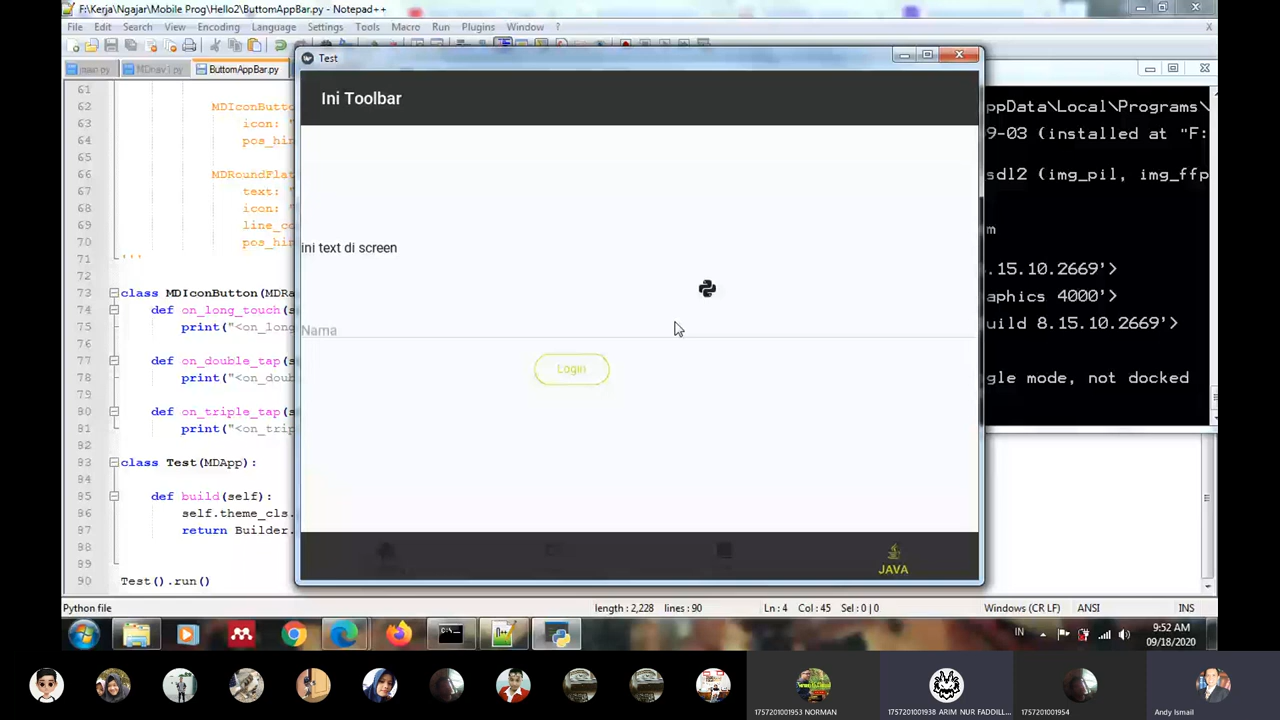 F:\Kerja\Ngajar\Mobile Prog\Hello2\ButtomAppBar.py - Notepad++
File Edit Search View Encoding Language Settings Tools Macro Run Plugins Window ? X
main.py MDnav1.py ButtomAppBar.py
Test
Ini Toolbar
ini text di screen
Nama
Login
JAVA
61
62 MDIconButto
63 icon: "
64 pos_hin
65
66 MDRoundFlat
67 text: "
68 icon: "
69 line_co
70 pos_hin
71 '''
72
73 class MDIconButton(MDRa
74 def on_long_touch(s
75 print("<on_long
76
77 def on_double_tap(s
78 print("<on_doub
79
80 def on_triple_tap(s
81 print("<on_trip
82
83 class Test(MDApp):
84
85 def build(self):
86 self.theme_cls.
87 return Builder.
88
89
90 Test().run()
ppData\Local\Programs\
9-03 (installed at "F:
sdl2 (img_pil, img_ffp
m
.15.10.2669'>
aphics 4000'>
uild 8.15.10.2669'>
gle mode, not docked
Python file length : 2,228 lines : 90 Ln : 4 Col : 45 Sel : 0 | 0 Windows (CR LF) ANSI INS
IN
9:52 AM
09/18/2020
1757201001953 NORMAN
1757201001938 ARIM NUR FADDILL...
1757201001954
Andy Ismail